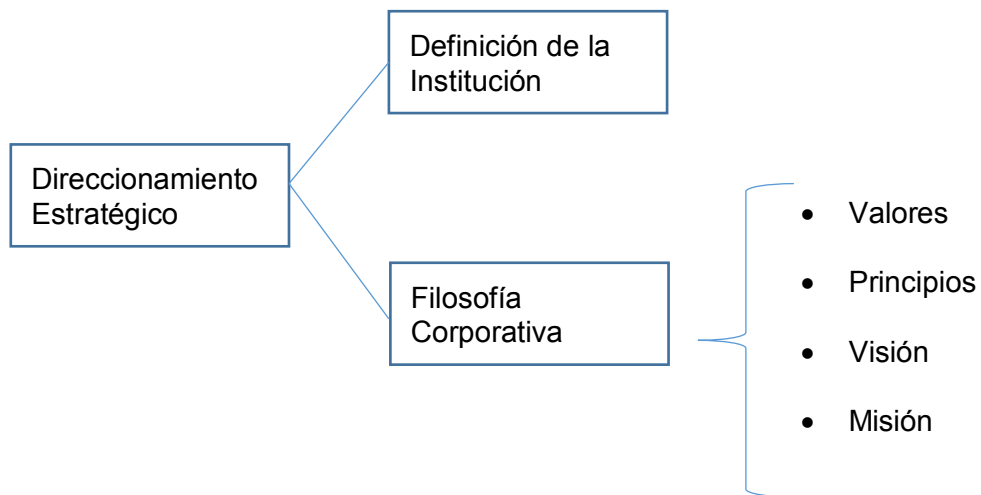 Definición de la
Institución
Direccionamiento
Estratégico
Filosofía
Corporativa
• Valores
• Principios
• Visión
• Misión